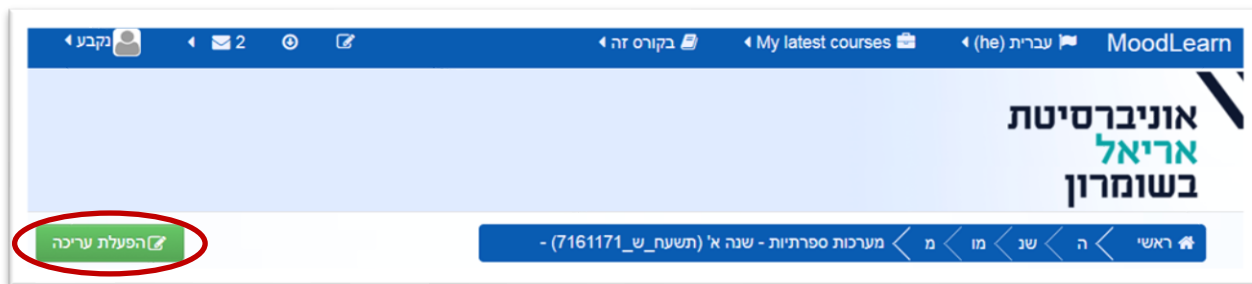 MoodLearn עברית (he) My latest courses בקורס זה 2 נקבע
אוניברסיטת
אריאל
בשומרון
ראשי ה שנ מו מ מערכות ספרתיות - שנה א' (תשעח_ש_7161171) -
הפעלת עריכה